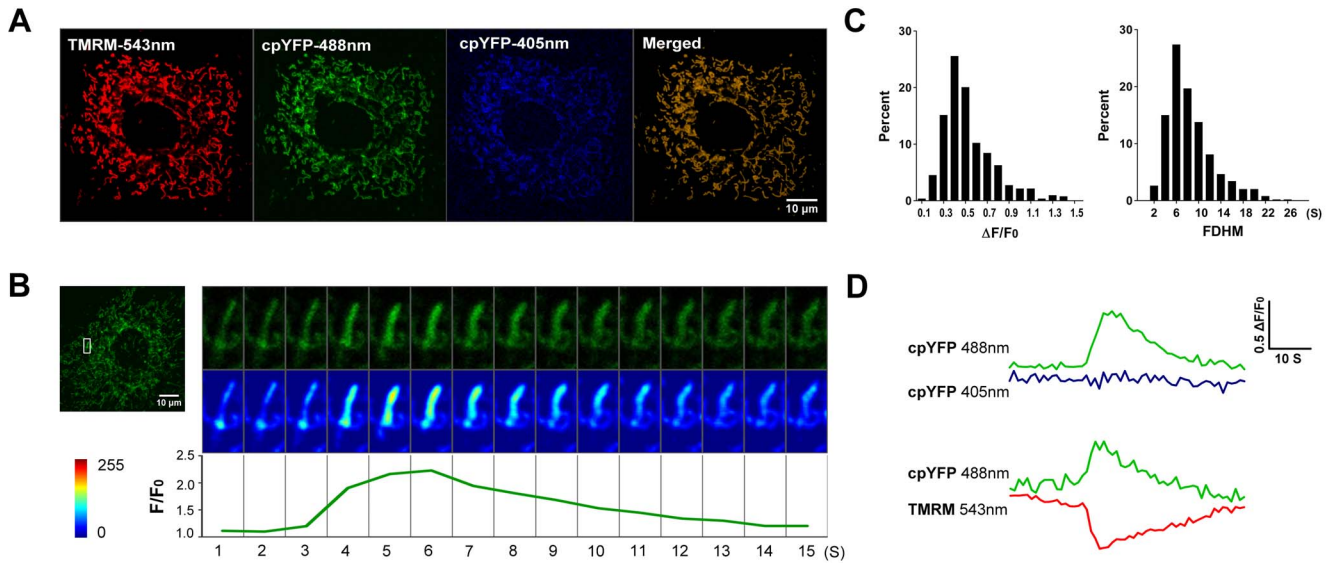 A
TMRM-543nm
cpYFP-488nm
cpYFP-405nm
Merged
10 μm
B
10 μm
255
0
F/F0
2.5
2.0
1.5
1.0
1 2 3 4 5 6 7 8 9 10 11 12 13 14 15 (S)
C
Percent
30
20
10
0
0.1 0.3 0.5 0.7 0.9 1.1 1.3 1.5
ΔF/F0
Percent
30
20
10
0
2 6 10 14 18 22 26 (S)
FDHM
D
cpYFP 488nm
cpYFP 405nm
0.5 ΔF/F0
10 S
cpYFP 488nm
TMRM 543nm